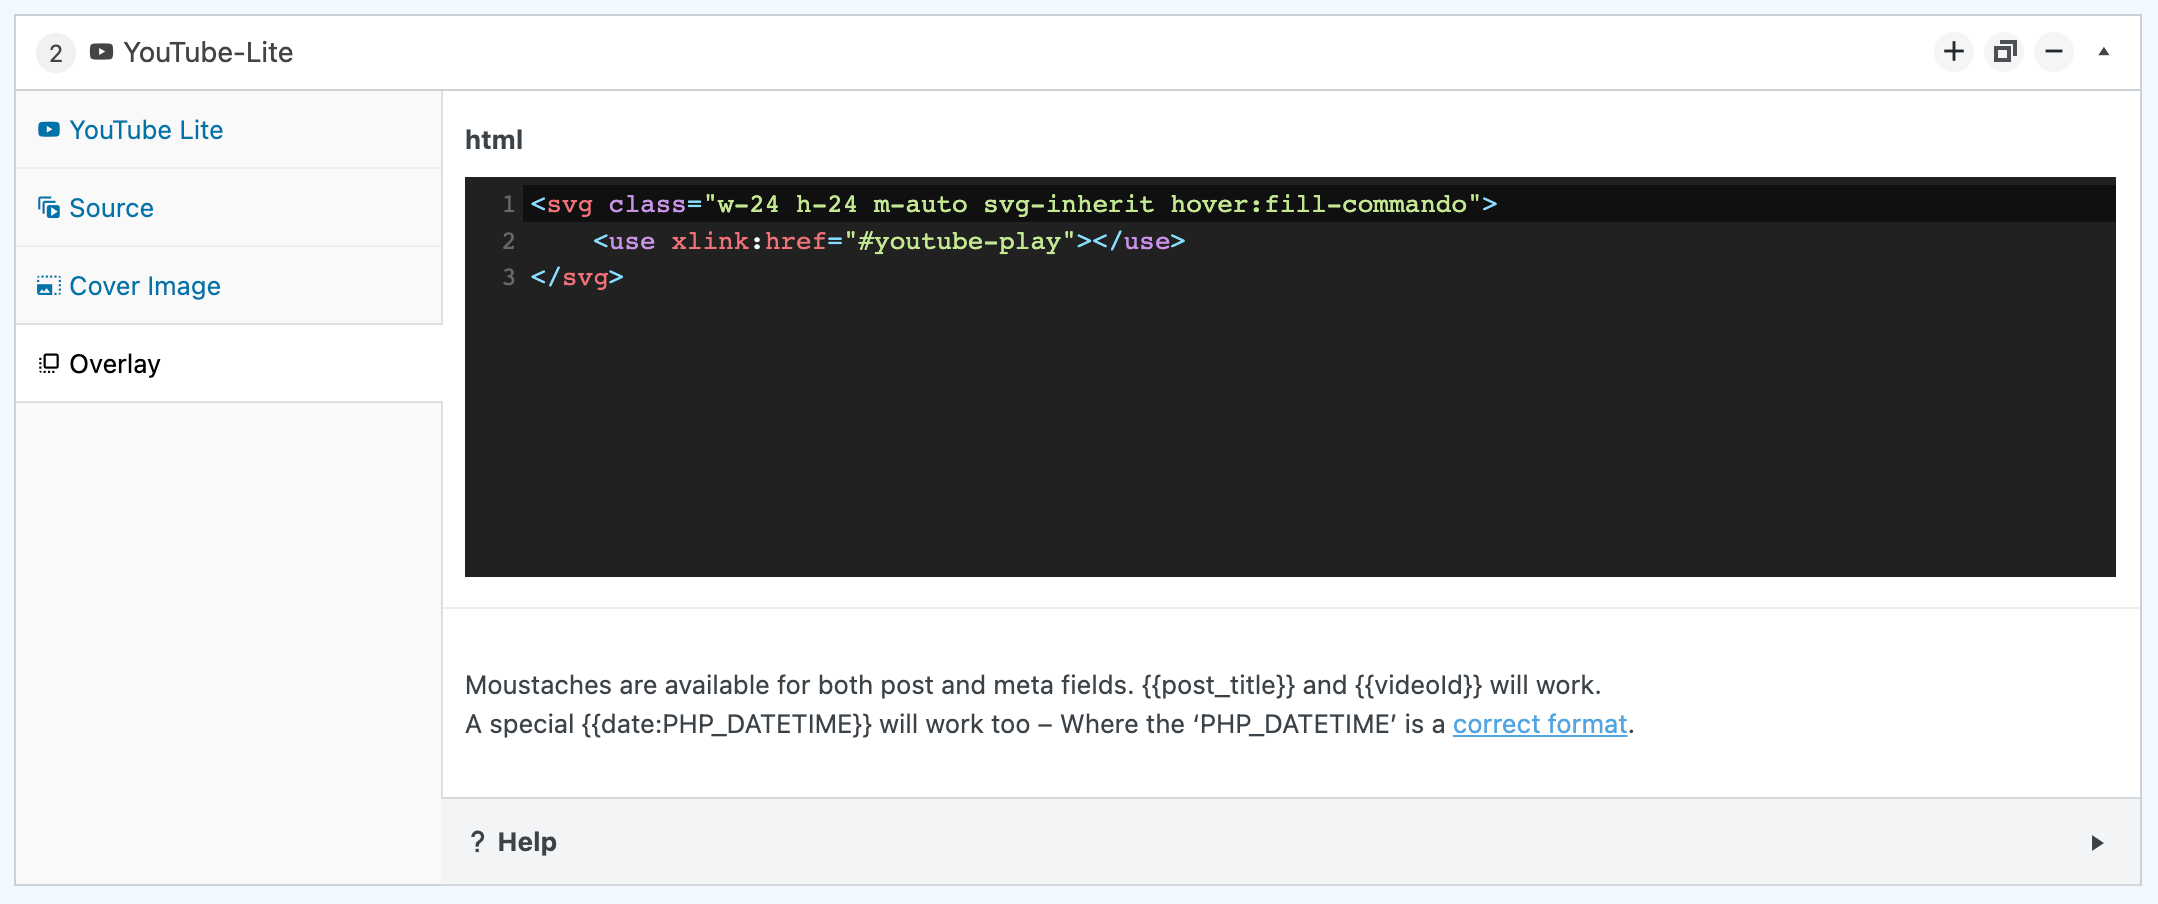 2 YouTube-Lite
YouTube Lite
Source
Cover Image
Overlay
html
1 <svg class="w-24 h-24 m-auto svg-inherit hover:fill-commando">
2     <use xlink:href="#youtube-play"></use>
3 </svg>
Moustaches are available for both post and meta fields. {{post_title}} and {{videoId}} will work.
A special {{date:PHP_DATETIME}} will work too – Where the ‘PHP_DATETIME’ is a correct format.
? Help